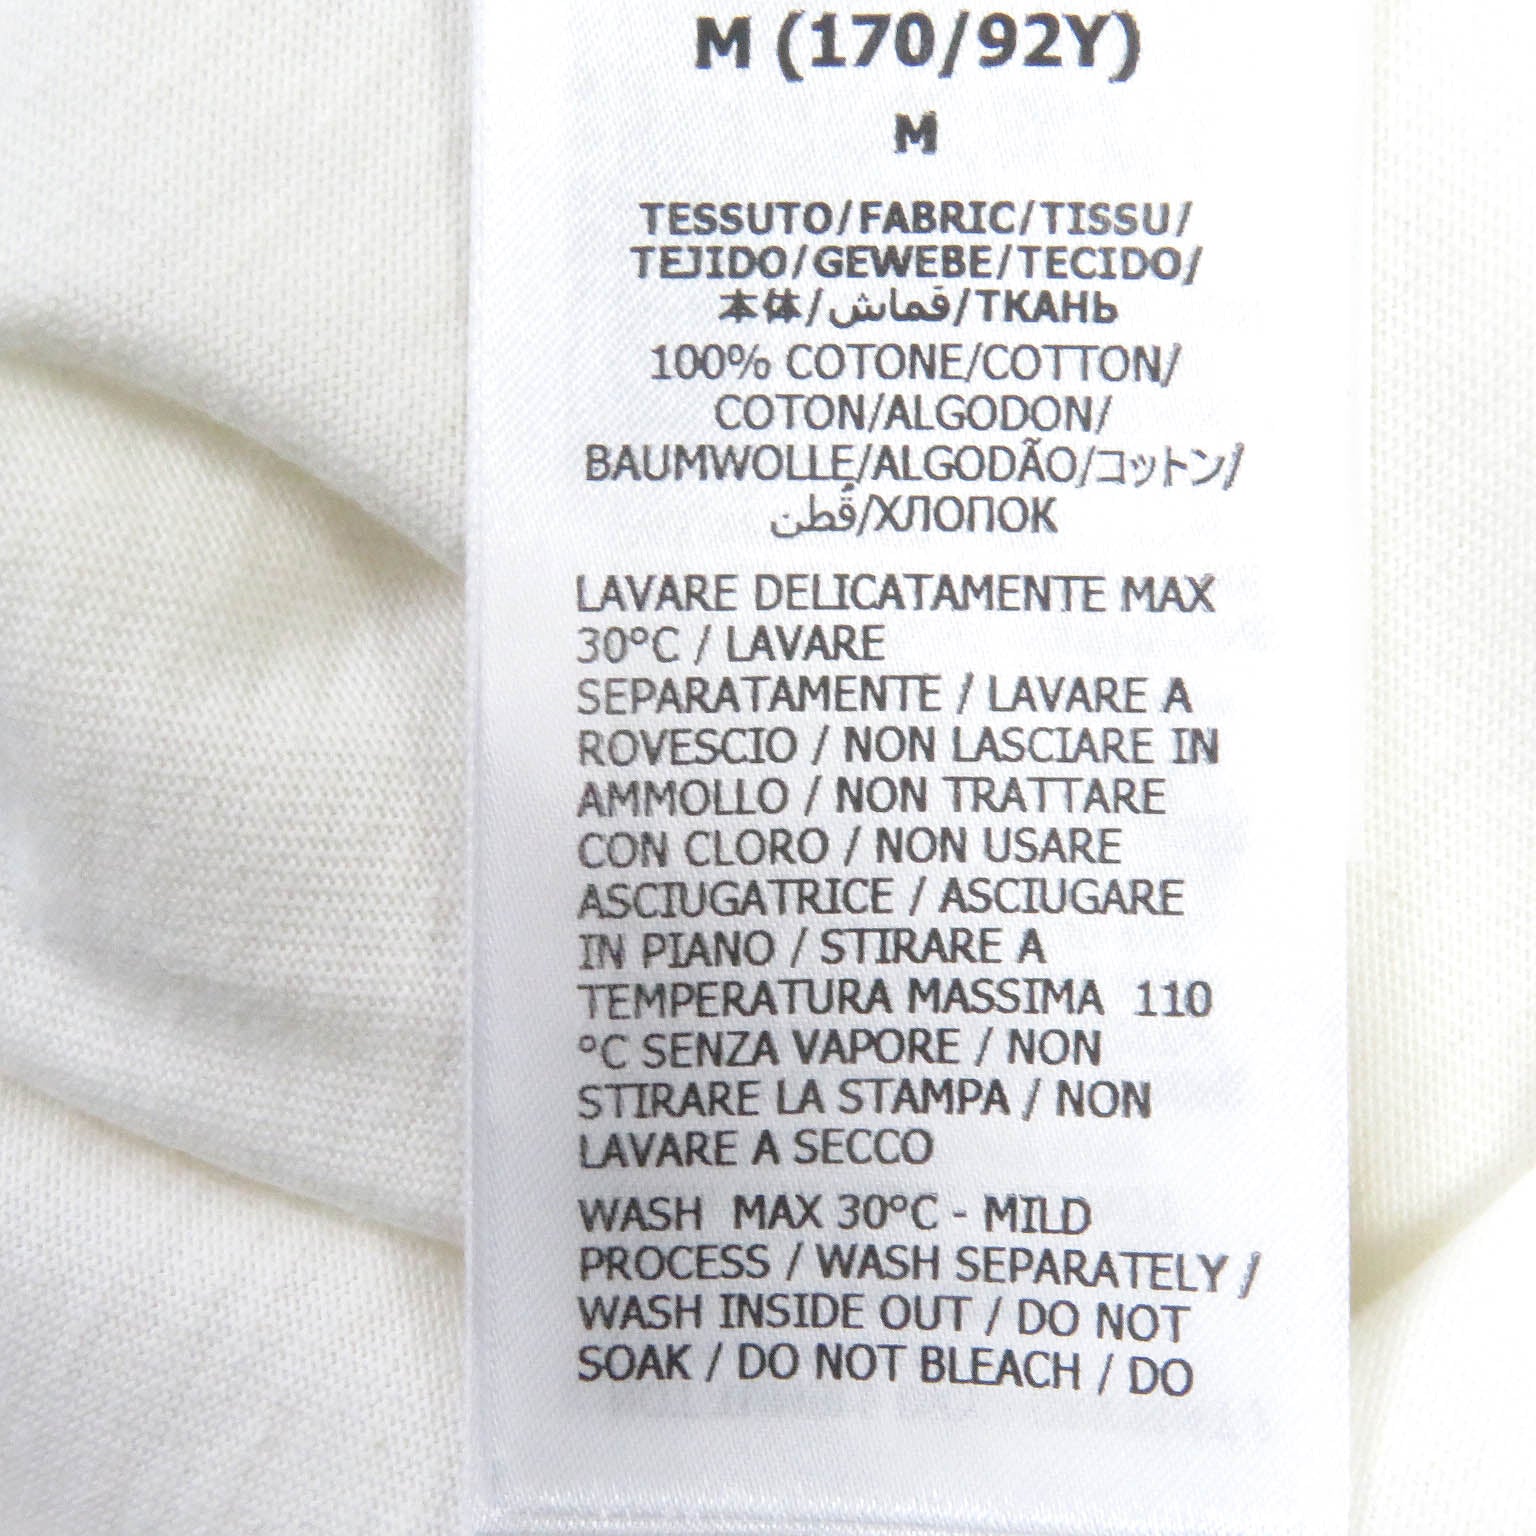 M (170/92Y)
M
TESSUTO/FABRIC/TISSU/
TEJIDO/GEWEBE/TECIDO/
本体/قماش/ТКАНЬ
100% COTONE/COTTON/
COTON/ALGODON/
BAUMWOLLE/ALGODÃO/コットン/
قُطن/ХЛОПОК
LAVARE DELICATAMENTE MAX
30°C / LAVARE
SEPARATAMENTE / LAVARE A
ROVESCIO / NON LASCIARE IN
AMMOLLO / NON TRATTARE
CON CLORO / NON USARE
ASCIUGATRICE / ASCIUGARE
IN PIANO / STIRARE A
TEMPERATURA MASSIMA 110
°C SENZA VAPORE / NON
STIRARE LA STAMPA / NON
LAVARE A SECCO
WASH MAX 30°C - MILD
PROCESS / WASH SEPARATELY /
WASH INSIDE OUT / DO NOT
SOAK / DO NOT BLEACH / DO